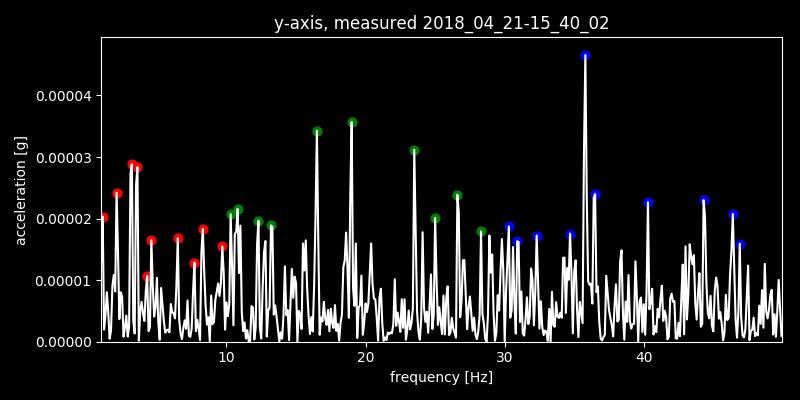 y-axis, measured 2018_04_21-15_40_02
acceleration [g]
0.00004
0.00003
0.00002
0.00001
0.00000
10 20 30 40
frequency [Hz]